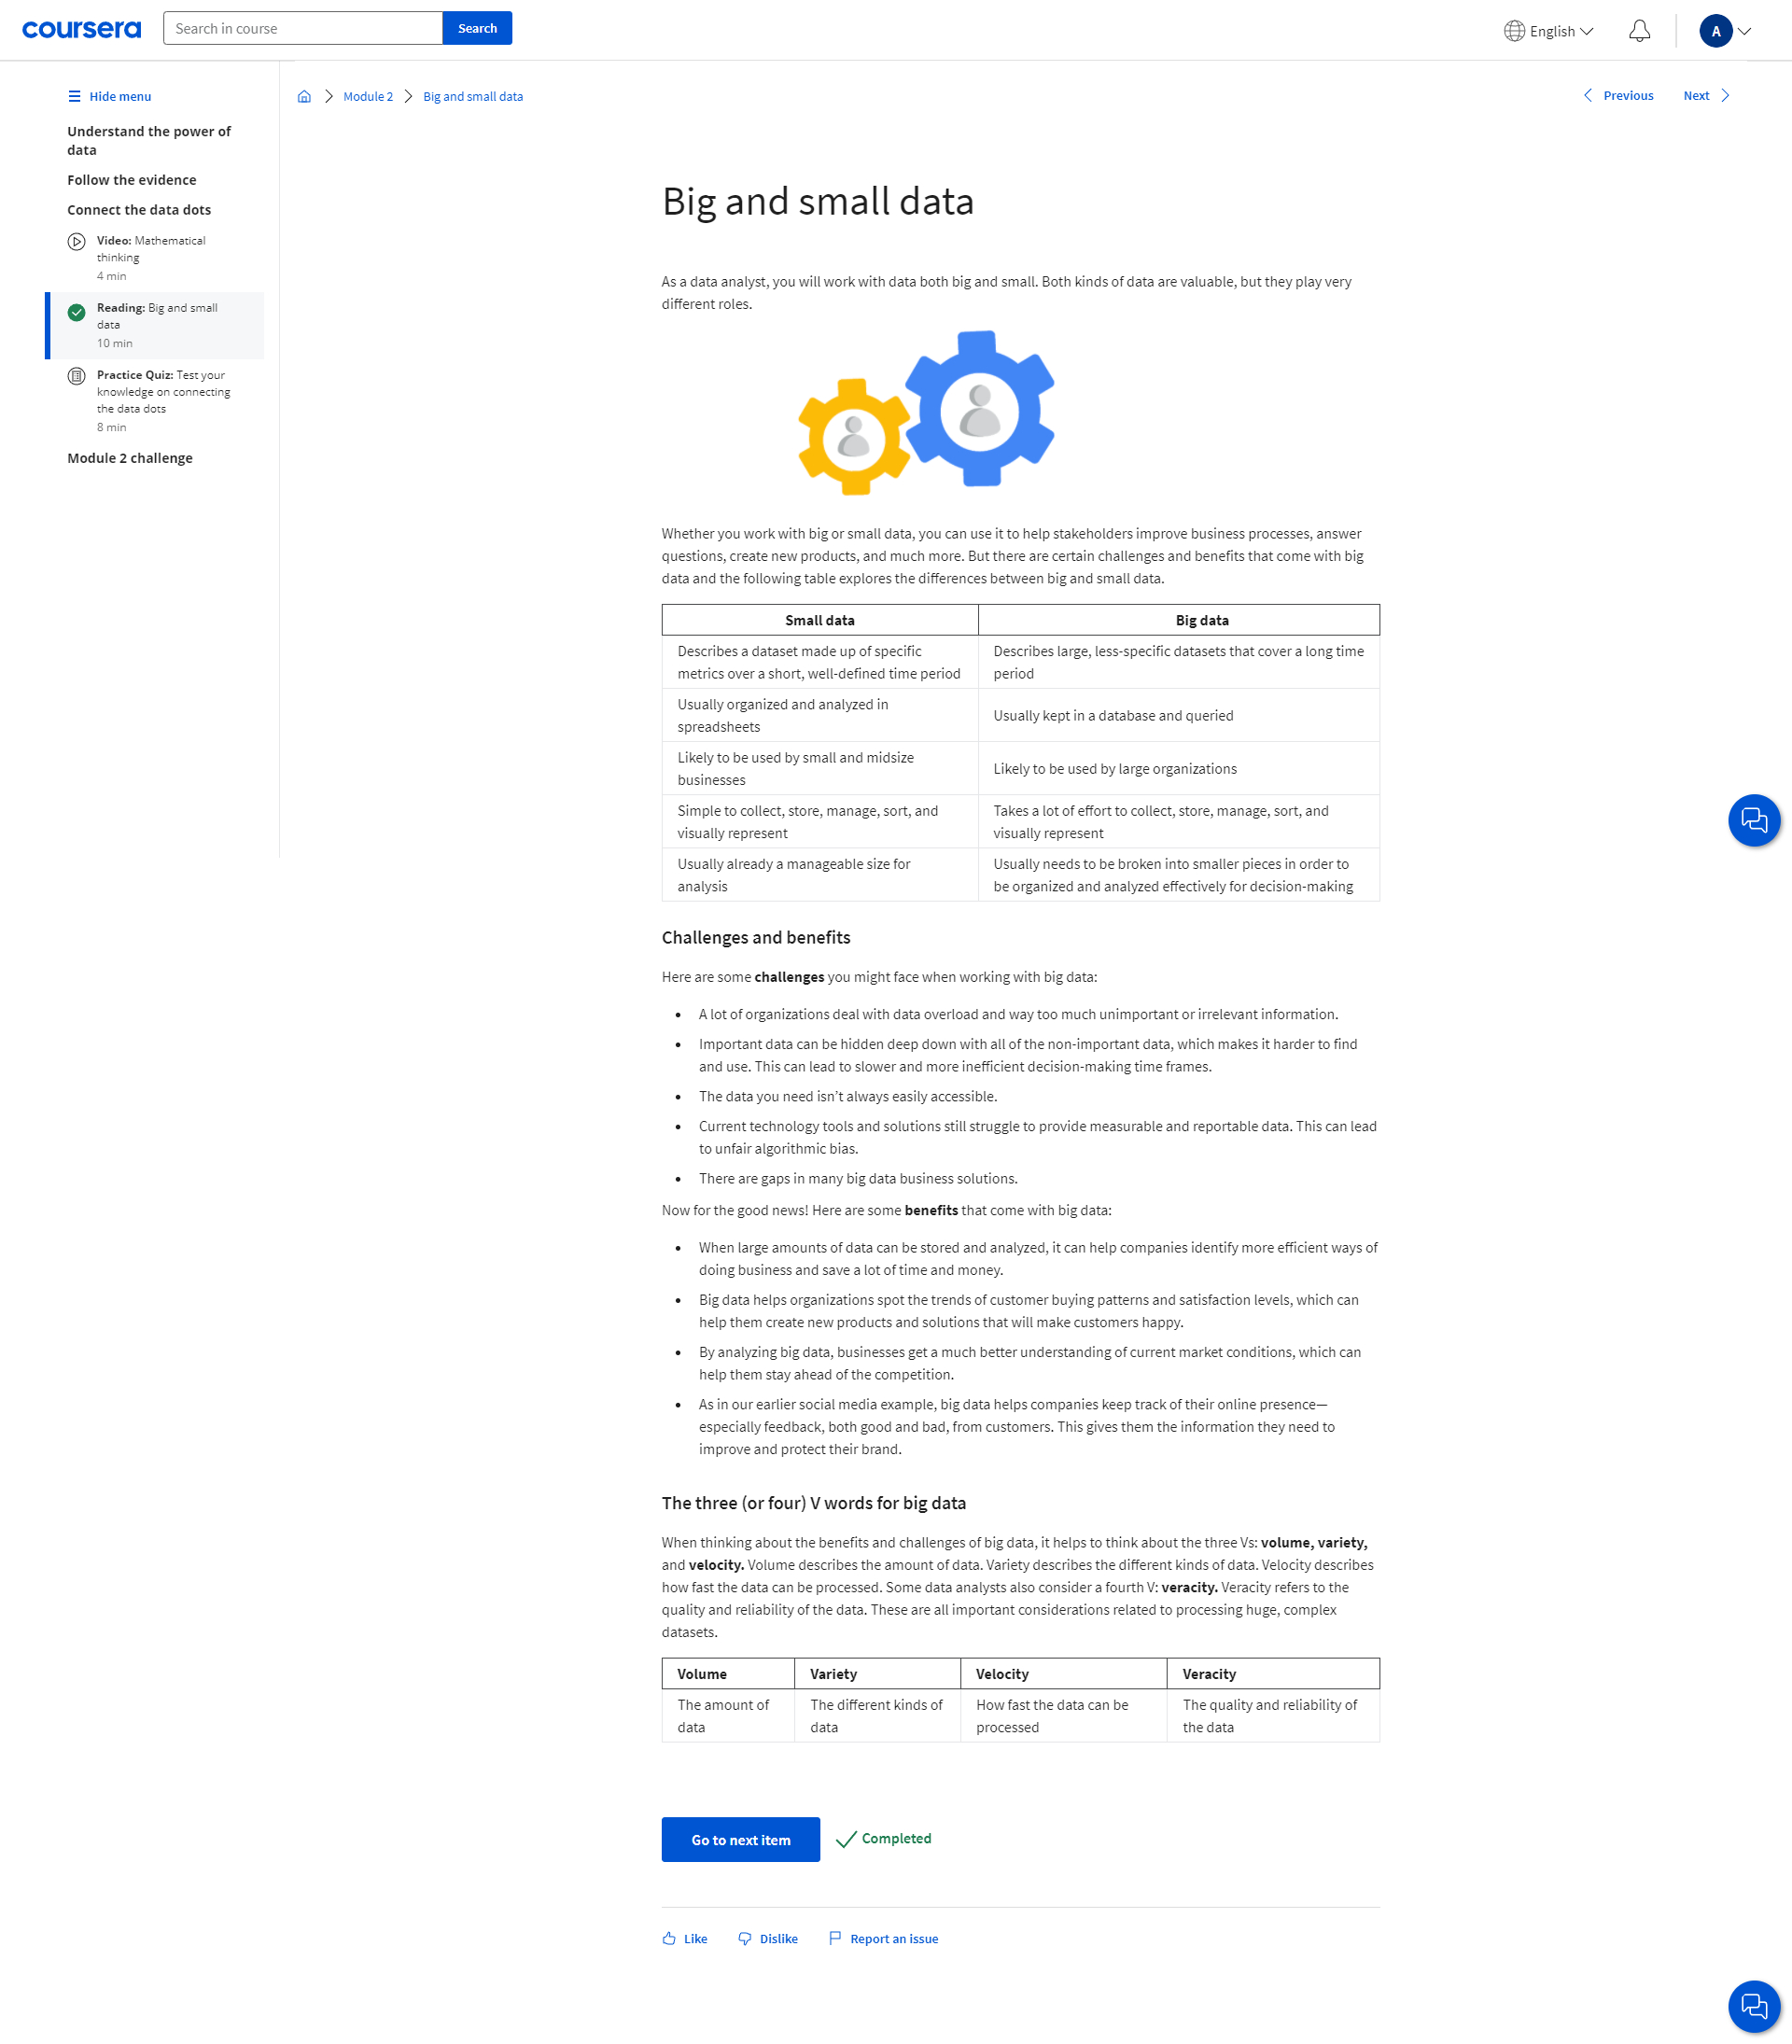 coursera
Search in course
Search
English
A
Hide menu
Understand the power of
data
Follow the evidence
Connect the data dots
Video: Mathematical
thinking
4 min
Reading: Big and small
data
10 min
Practice Quiz: Test your
knowledge on connecting
the data dots
8 min
Module 2 challenge
Module 2
Big and small data
Previous
Next
Big and small data
As a data analyst, you will work with data both big and small. Both kinds of data are valuable, but they play very
different roles.
Whether you work with big or small data, you can use it to help stakeholders improve business processes, answer
questions, create new products, and much more. But there are certain challenges and benefits that come with big
data and the following table explores the differences between big and small data.
Small data
Big data
Describes a dataset made up of specific
metrics over a short, well-defined time period
Describes large, less-specific datasets that cover a long time
period
Usually organized and analyzed in
spreadsheets
Usually kept in a database and queried
Likely to be used by small and midsize
businesses
Likely to be used by large organizations
Simple to collect, store, manage, sort, and
visually represent
Takes a lot of effort to collect, store, manage, sort, and
visually represent
Usually already a manageable size for
analysis
Usually needs to be broken into smaller pieces in order to
be organized and analyzed effectively for decision-making
Challenges and benefits
Here are some challenges you might face when working with big data:
• A lot of organizations deal with data overload and way too much unimportant or irrelevant information.
• Important data can be hidden deep down with all of the non-important data, which makes it harder to find
and use. This can lead to slower and more inefficient decision-making time frames.
• The data you need isn’t always easily accessible.
• Current technology tools and solutions still struggle to provide measurable and reportable data. This can lead
to unfair algorithmic bias.
• There are gaps in many big data business solutions.
Now for the good news! Here are some benefits that come with big data:
• When large amounts of data can be stored and analyzed, it can help companies identify more efficient ways of
doing business and save a lot of time and money.
• Big data helps organizations spot the trends of customer buying patterns and satisfaction levels, which can
help them create new products and solutions that will make customers happy.
• By analyzing big data, businesses get a much better understanding of current market conditions, which can
help them stay ahead of the competition.
• As in our earlier social media example, big data helps companies keep track of their online presence—
especially feedback, both good and bad, from customers. This gives them the information they need to
improve and protect their brand.
The three (or four) V words for big data
When thinking about the benefits and challenges of big data, it helps to think about the three Vs: volume, variety,
and velocity. Volume describes the amount of data. Variety describes the different kinds of data. Velocity describes
how fast the data can be processed. Some data analysts also consider a fourth V: veracity. Veracity refers to the
quality and reliability of the data. These are all important considerations related to processing huge, complex
datasets.
Volume
Variety
Velocity
Veracity
The amount of
data
The different kinds of
data
How fast the data can be
processed
The quality and reliability of
the data
Go to next item
Completed
Like
Dislike
Report an issue